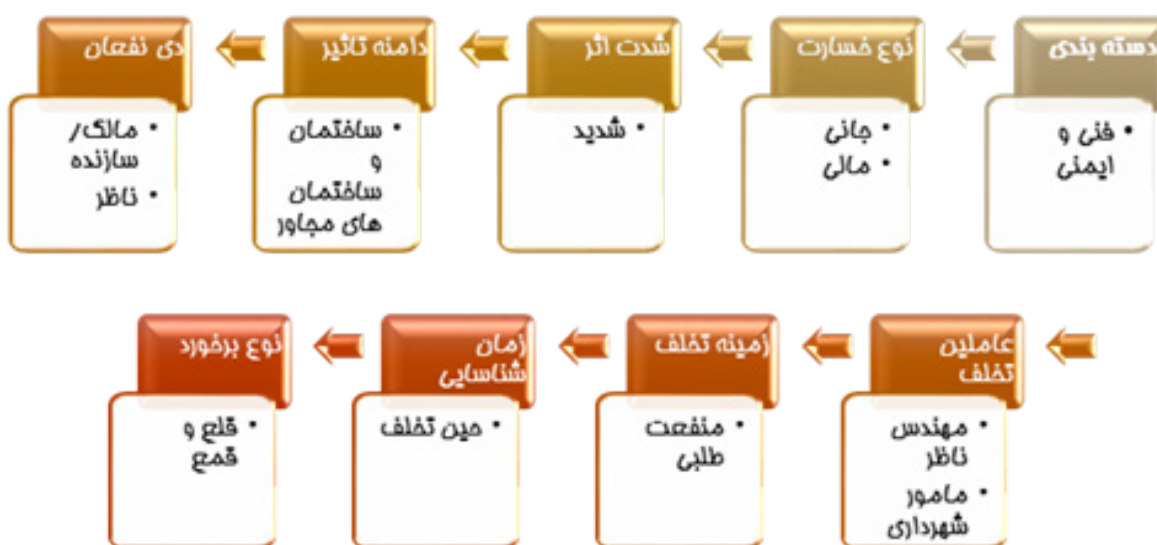 دسته بندی
• فنی و
ایمنی
نوع خسارت
• جانی
• مالی
شدت اثر
• شدید
دامنه تاثیر
• ساختمان
و
ساختمان
های مجاور
ذی نفعان
• مالک/
سازنده
• ناظر
عاملین
تخلف
• مهندس
ناظر
• مامور
شهرداری
زمینه تخلف
• منفعت
طلبی
زمان
شناسایی
• حین تخلف
نوع برخورد
• قلع و
قمع